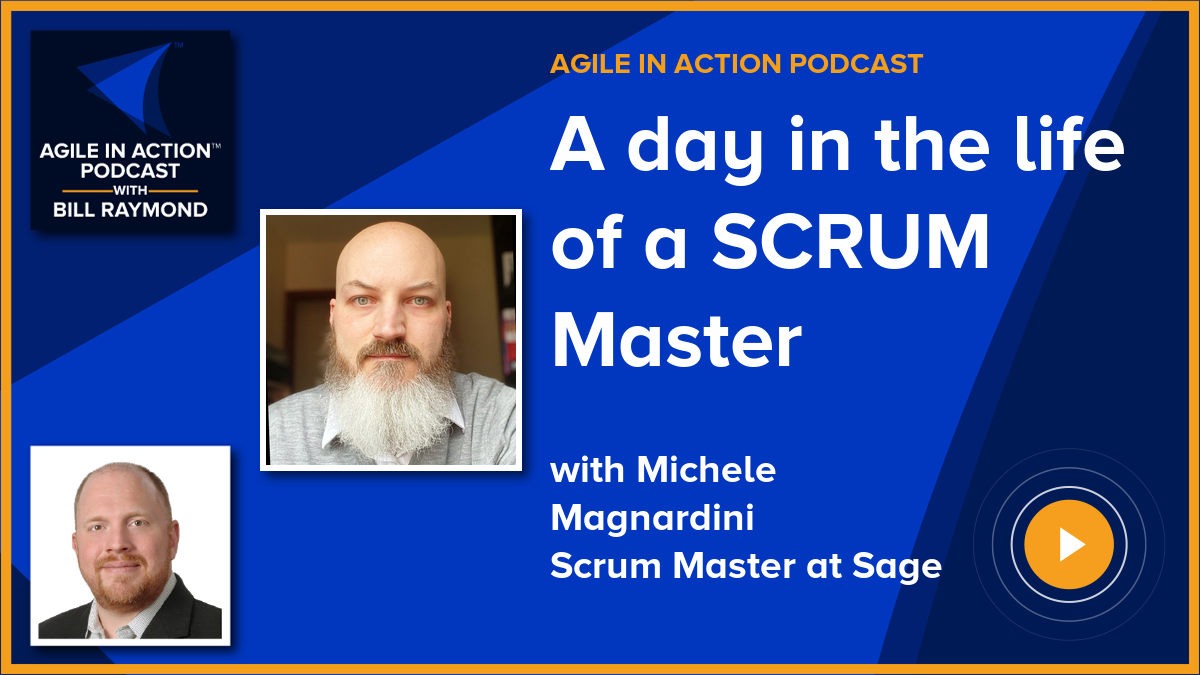 AGILE IN ACTION™
PODCAST
WITH
BILL RAYMOND
AGILE IN ACTION PODCAST
A day in the life
of a SCRUM
Master
with Michele
Magnardini
Scrum Master at Sage